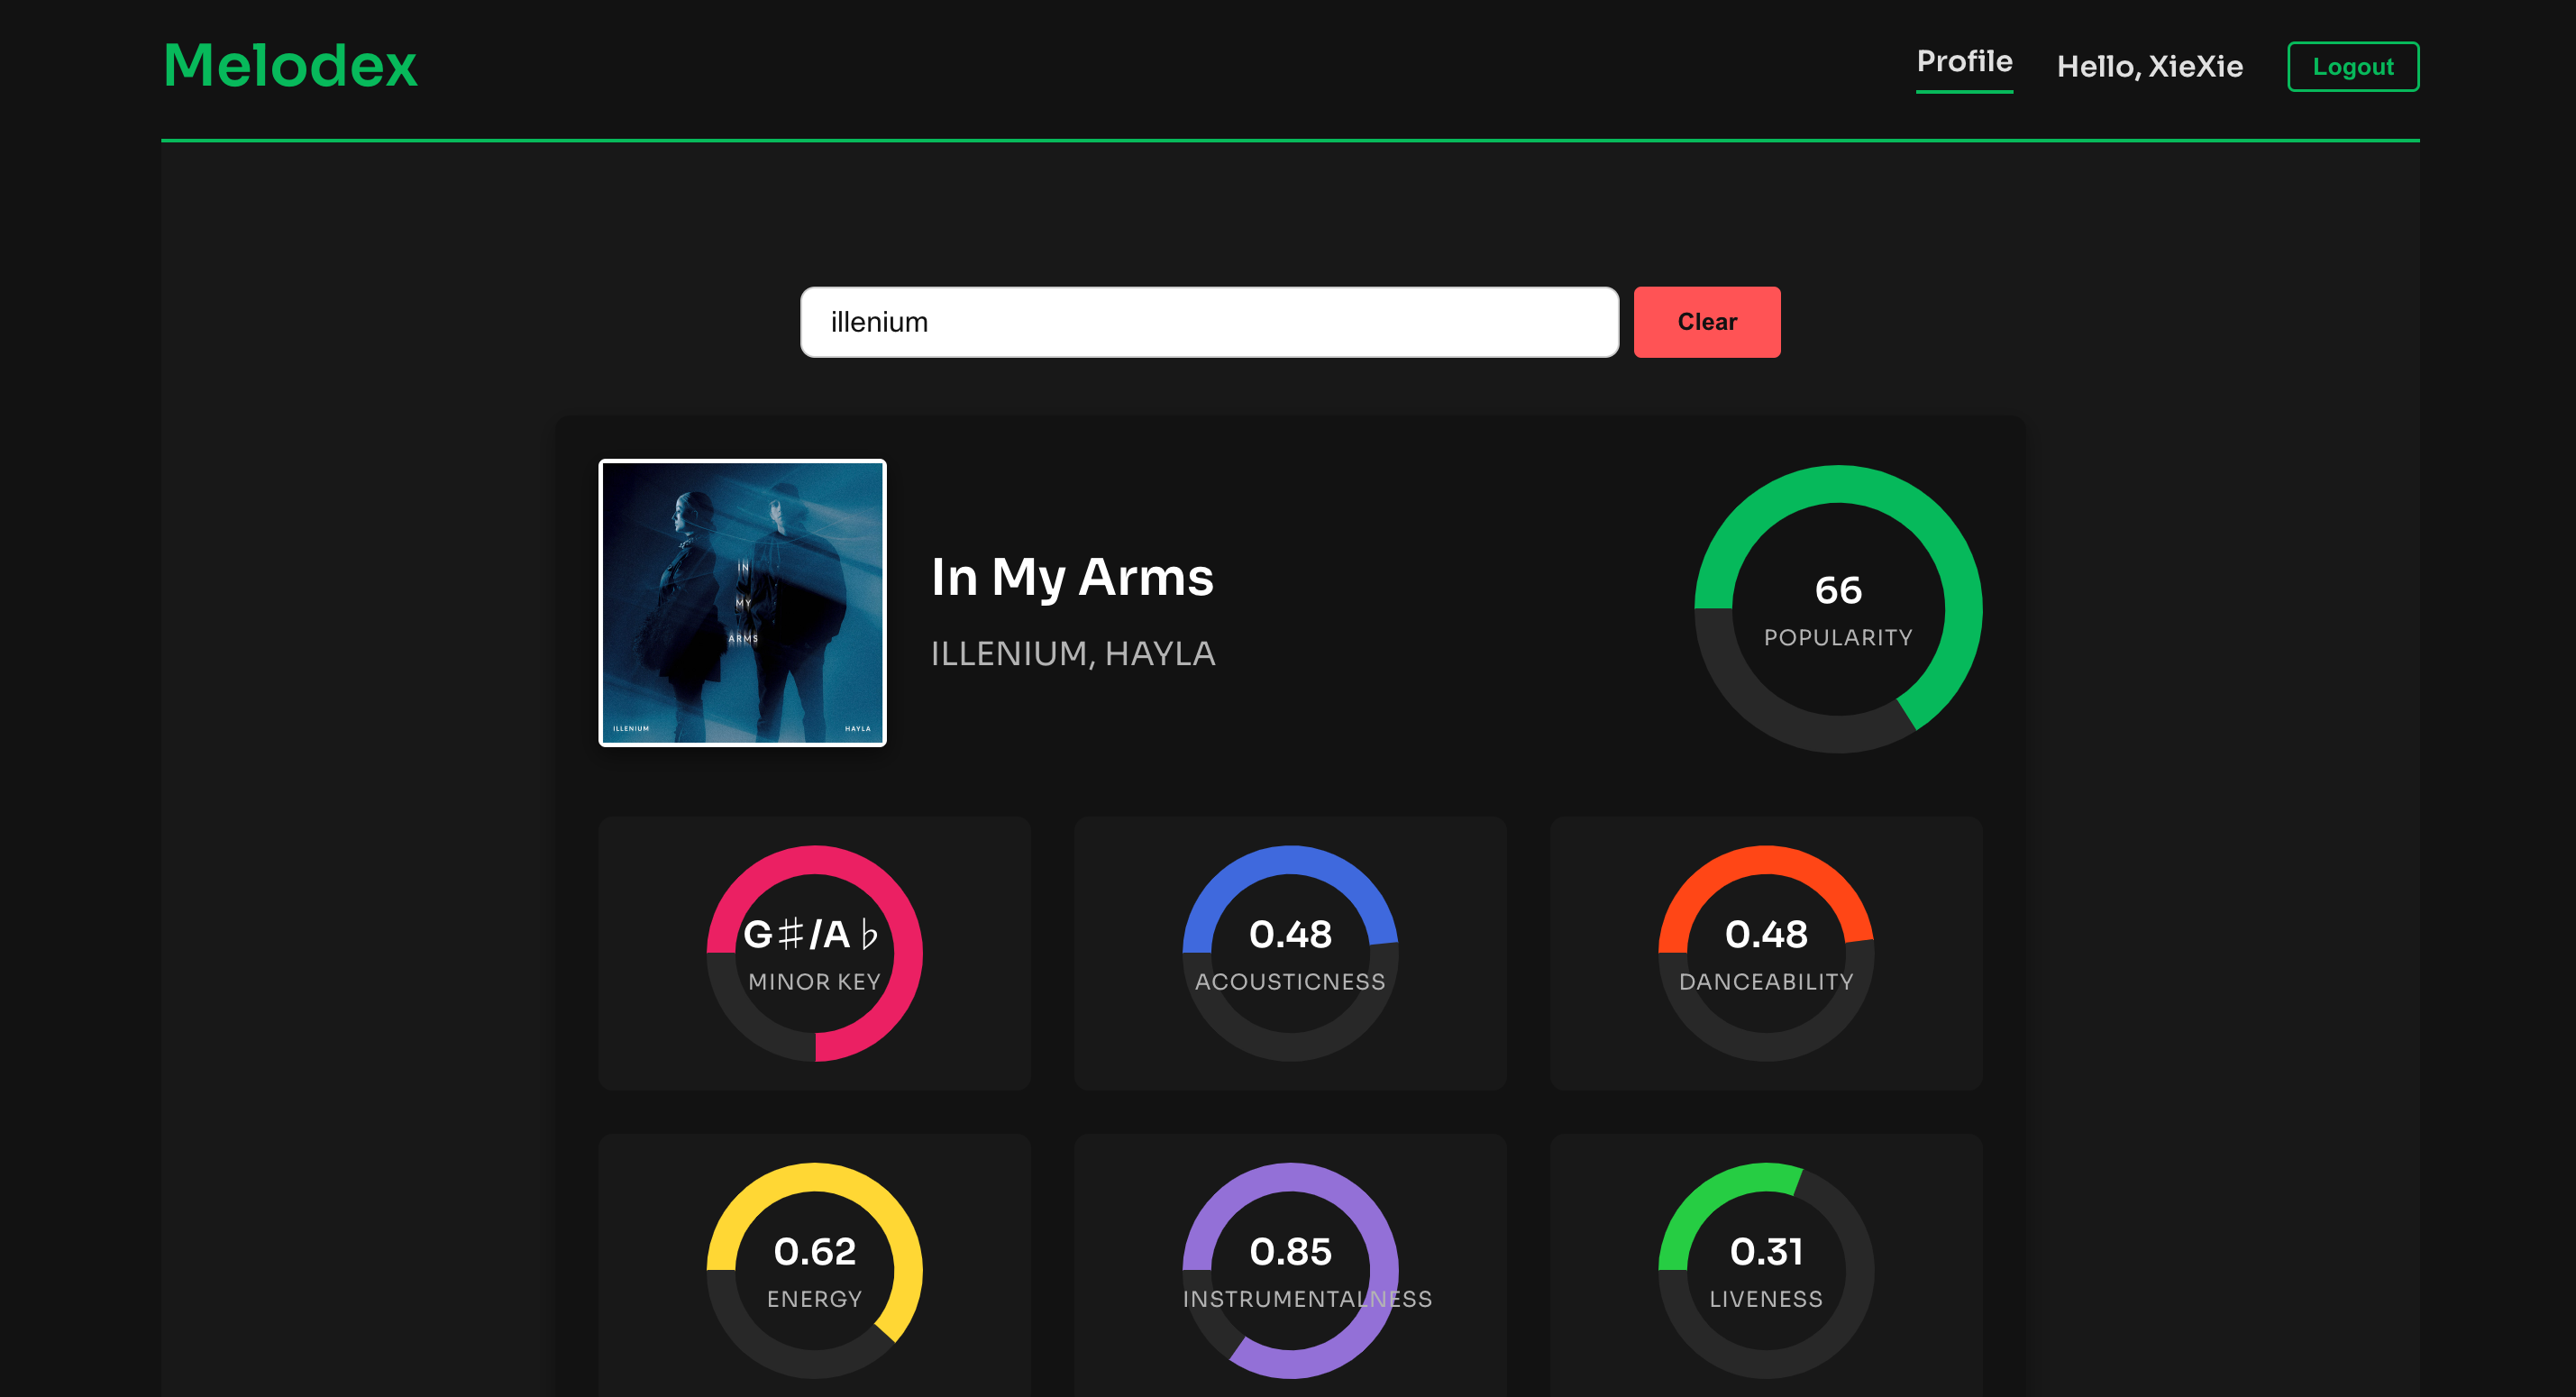 Melodex
Profile
Hello, XieXie
Logout
illenium
Clear
IN
MY
ARMS
ILLENIUM
HAYLA
In My Arms
ILLENIUM, HAYLA
66
POPULARITY
G♯/A♭
MINOR KEY
0.48
ACOUSTICNESS
0.48
DANCEABILITY
0.62
ENERGY
0.85
INSTRUMENTALNESS
0.31
LIVENESS